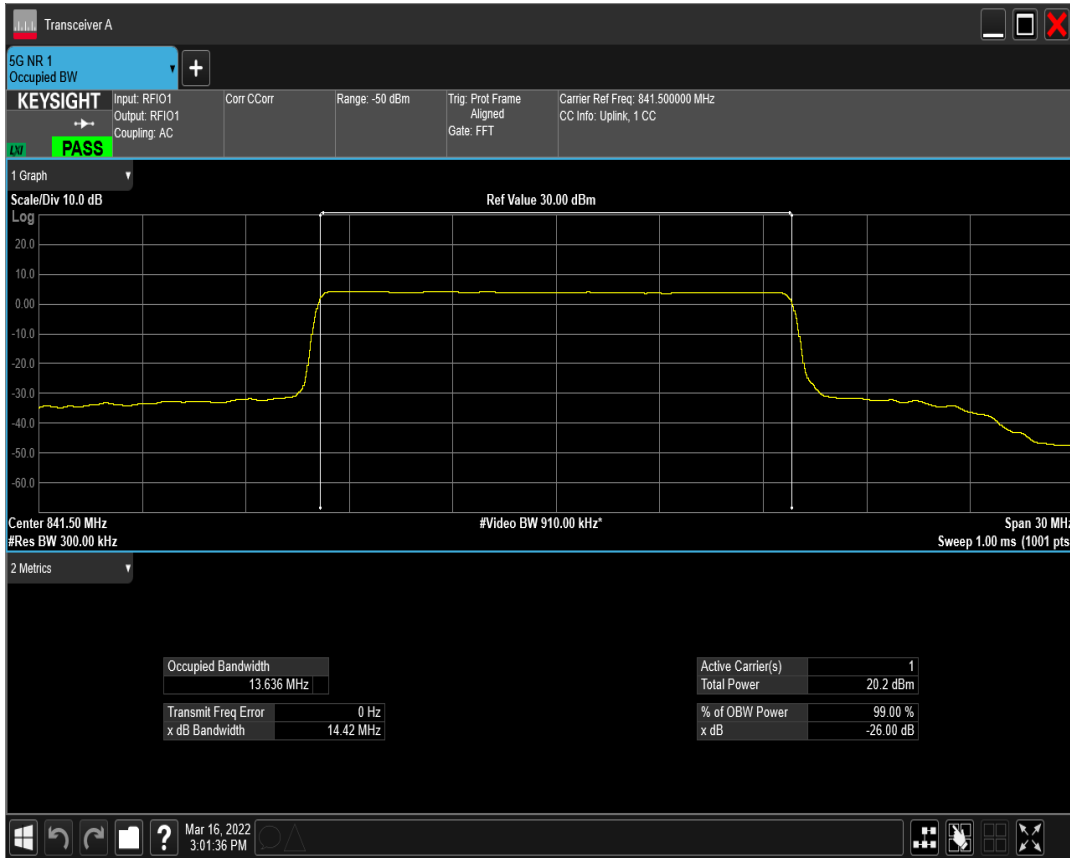 Transceiver A
5G NR 1
Occupied BW
KEYSIGHT
LXI
PASS
Input: RFIO1
Output: RFIO1
Coupling: AC
Corr CCorr
Range: -50 dBm
Trig: Prot Frame
Aligned
Gate: FFT
Carrier Ref Freq: 841.500000 MHz
CC Info: Uplink, 1 CC
1 Graph
Scale/Div 10.0 dB
Ref Value 30.00 dBm
Log
20.0
10.0
0.00
-10.0
-20.0
-30.0
-40.0
-50.0
-60.0
Center 841.50 MHz
#Video BW 910.00 kHz*
Span 30 MHz
#Res BW 300.00 kHz
Sweep 1.00 ms (1001 pts
2 Metrics
Occupied Bandwidth
13.636 MHz
Transmit Freq Error 0 Hz
x dB Bandwidth 14.42 MHz
Active Carrier(s) 1
Total Power 20.2 dBm
% of OBW Power 99.00 %
x dB -26.00 dB
?
Mar 16, 2022
3:01:36 PM